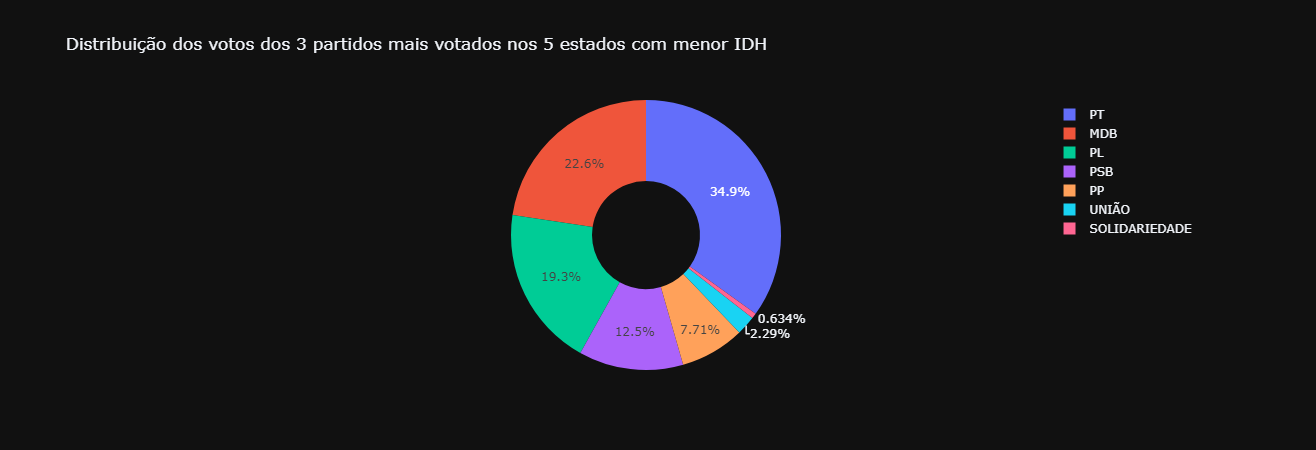 Distribuição dos votos dos 3 partidos mais votados nos 5 estados com menor IDH
PT
MDB
PL
PSB
PP
UNIÃO
SOLIDARIEDADE
22.6%
34.9%
19.3%
12.5%
7.71%
0.634%
2.29%